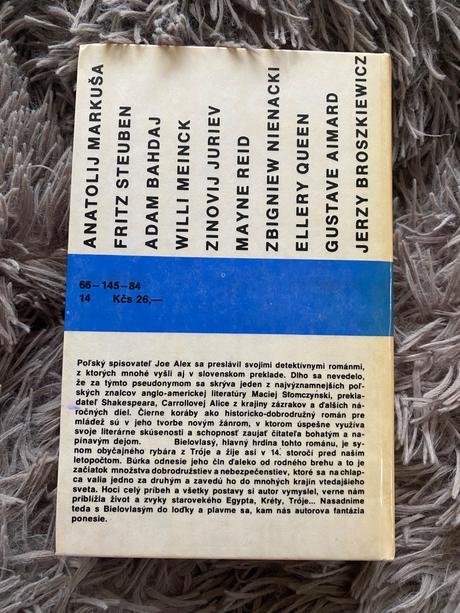 ANATOLIJ MARKUŠA
FRITZ STEUBEN
ADAM BAHDAJ
WILLI MEINCK
ZINOVIJ JURIEV
MAYNE REID
ZBIGNIEW NIENACKI
ELLERY QUEEN
GUSTAVE AIMARD
JERZY BROSZKIEWICZ
66–145–84
14 Kčs 26,—
Poľský spisovateľ Joe Alex sa preslávil svojimi detektívnymi románmi,
z ktorých mnohé vyšli aj v slovenskom preklade. Dlho sa nevedelo,
že za týmto pseudonymom sa skrýva jeden z najvýznamnejších poľ-
ských znalcov anglo-americkej literatúry Maciej Słomczynski, prekla-
dateľ Shakespeara, Carrollovej Alice z krajiny zázrakov a ďalších ná-
ročných diel. Čierne koráby ako historicko-dobrodružný román pre
mládež sú v jeho tvorbe novým žánrom, v ktorom úspešne využíva
svoje literárne skúsenosti a schopnosť zaujať čitateľa bohatým a na-
pínavým dejom. Bielovlasý, hlavný hrdina tohto románu, je sy-
nom obyčajného rybára z Tróje a žije asi v 14. storočí pred naším
letopočtom. Búrka odnesie jeho čln ďaleko od rodného brehu a to je
začiatok množstva dobrodružstiev a nebezpečenstiev, ktoré sa na chlap-
ca valia jedno za druhým a zavedú ho do mnohých krajín vtedajšieho
sveta. Hoci celý príbeh a všetky postavy si autor vymyslel, verne nám
priblížia život a zvyky starovekého Egypta, Kréty, Tróje... Nasadnime
teda s Bielovlasým do loďky a plavme sa, kam nás autorova fantázia
ponesie.